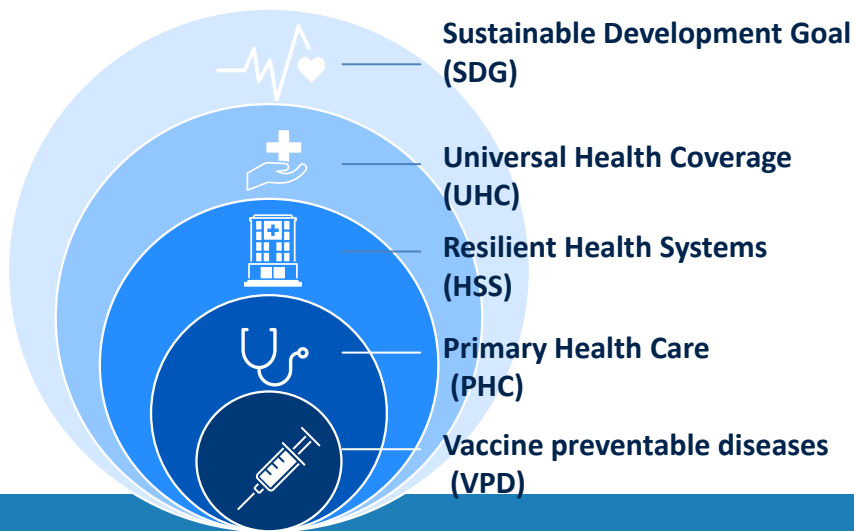 Sustainable Development Goal
(SDG)
Universal Health Coverage
(UHC)
Resilient Health Systems
(HSS)
Primary Health Care
(PHC)
Vaccine preventable diseases
(VPD)